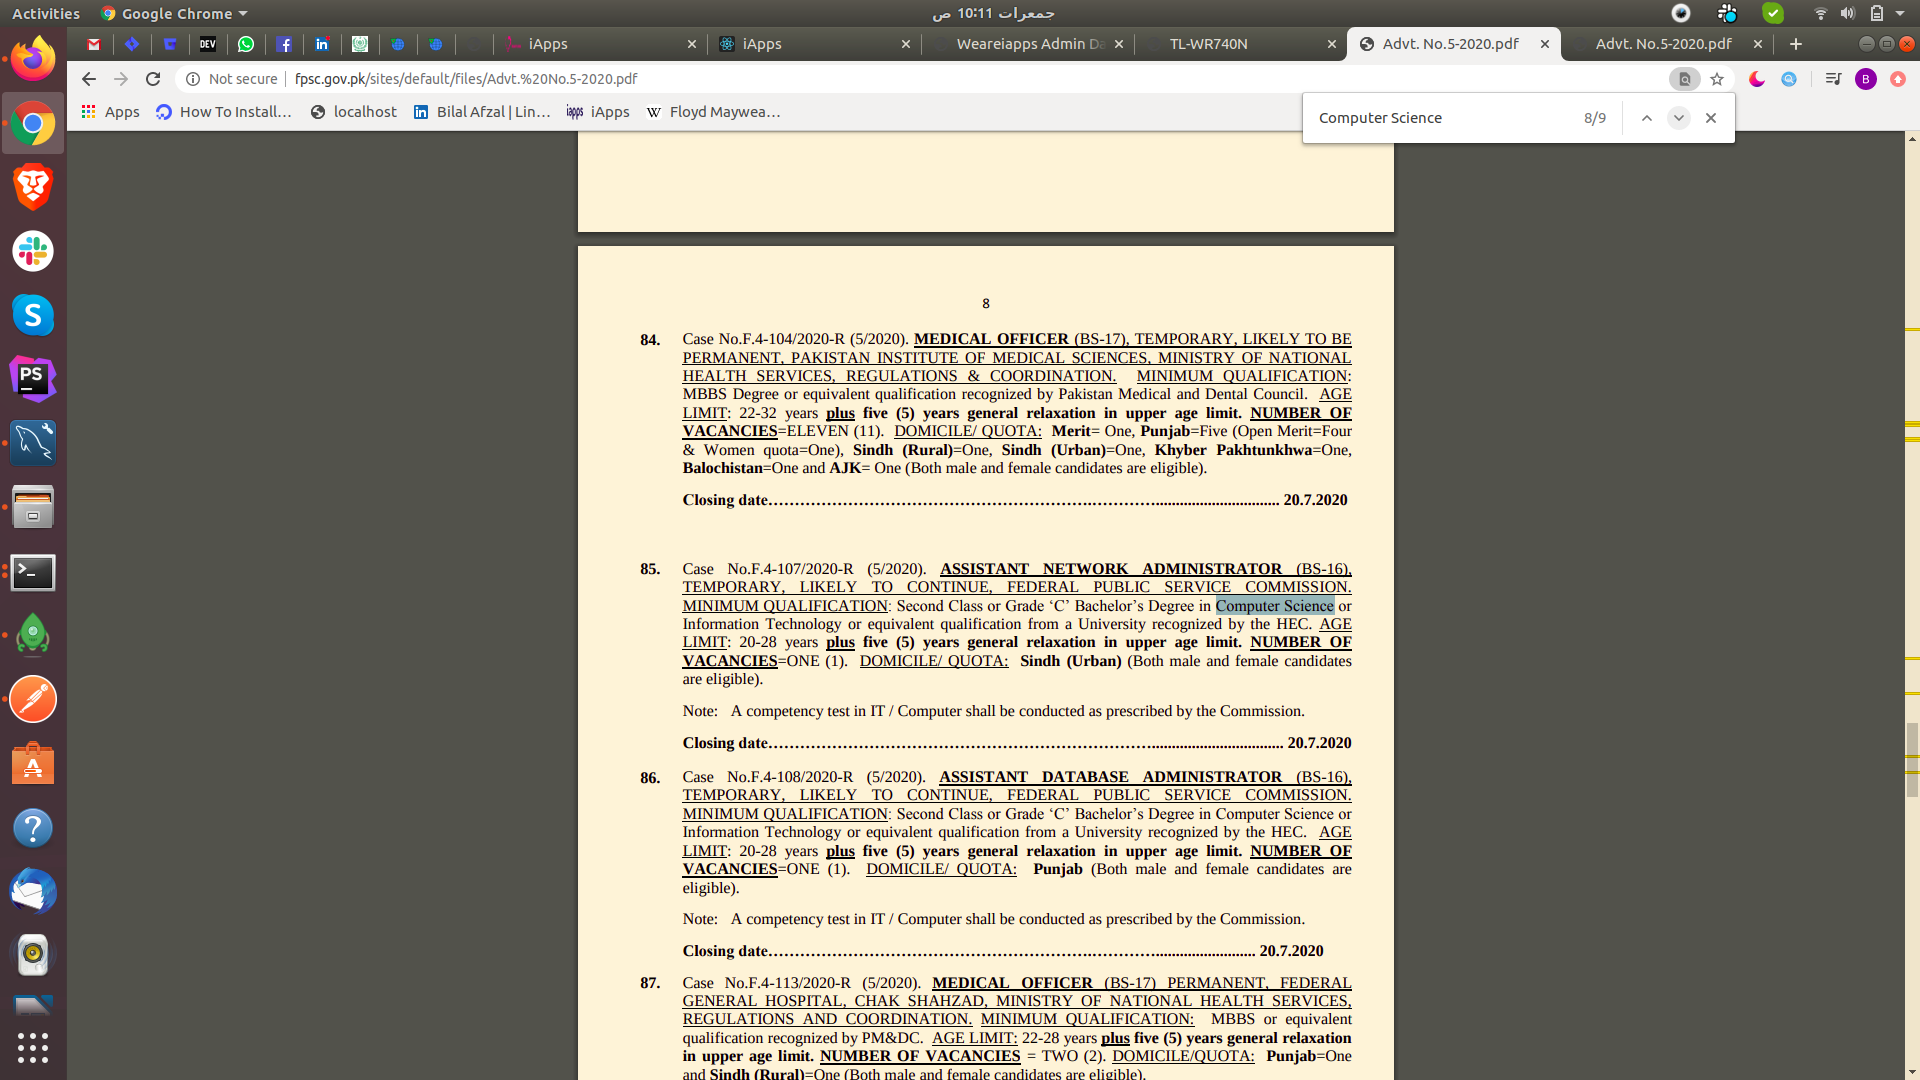 Activities
Google Chrome
جمعرات 10:11 ص
DEV
iApps
iApps
Weareiapps Admin Da
TL-WR740N
Advt. No.5-2020.pdf
Advt. No.5-2020.pdf
Not secure | fpsc.gov.pk/sites/default/files/Advt.%20No.5-2020.pdf
B
Apps
How To Install…
localhost
Bilal Afzal | Lin…
iApps
Floyd Maywea…
Computer Science
8/9
8
84. Case No.F.4-104/2020-R (5/2020). MEDICAL OFFICER (BS-17), TEMPORARY, LIKELY TO BE
PERMANENT, PAKISTAN INSTITUTE OF MEDICAL SCIENCES, MINISTRY OF NATIONAL
HEALTH SERVICES, REGULATIONS & COORDINATION. MINIMUM QUALIFICATION:
MBBS Degree or equivalent qualification recognized by Pakistan Medical and Dental Council. AGE
LIMIT: 22-32 years plus five (5) years general relaxation in upper age limit. NUMBER OF
VACANCIES=ELEVEN (11). DOMICILE/ QUOTA: Merit= One, Punjab=Five (Open Merit=Four
& Women quota=One), Sindh (Rural)=One, Sindh (Urban)=One, Khyber Pakhtunkhwa=One,
Balochistan=One and AJK= One (Both male and female candidates are eligible).
Closing date……………………………………………………………............................... 20.7.2020
85. Case No.F.4-107/2020-R (5/2020). ASSISTANT NETWORK ADMINISTRATOR (BS-16),
TEMPORARY, LIKELY TO CONTINUE, FEDERAL PUBLIC SERVICE COMMISSION.
MINIMUM QUALIFICATION: Second Class or Grade ‘C’ Bachelor’s Degree in Computer Science or
Information Technology or equivalent qualification from a University recognized by the HEC. AGE
LIMIT: 20-28 years plus five (5) years general relaxation in upper age limit. NUMBER OF
VACANCIES=ONE (1). DOMICILE/ QUOTA: Sindh (Urban) (Both male and female candidates
are eligible).
Note: A competency test in IT / Computer shall be conducted as prescribed by the Commission.
Closing date……………………………………………………………................................ 20.7.2020
86. Case No.F.4-108/2020-R (5/2020). ASSISTANT DATABASE ADMINISTRATOR (BS-16),
TEMPORARY, LIKELY TO CONTINUE, FEDERAL PUBLIC SERVICE COMMISSION.
MINIMUM QUALIFICATION: Second Class or Grade ‘C’ Bachelor’s Degree in Computer Science or
Information Technology or equivalent qualification from a University recognized by the HEC. AGE
LIMIT: 20-28 years plus five (5) years general relaxation in upper age limit. NUMBER OF
VACANCIES=ONE (1). DOMICILE/ QUOTA: Punjab (Both male and female candidates are
eligible).
Note: A competency test in IT / Computer shall be conducted as prescribed by the Commission.
Closing date……………………………………………………………......................... 20.7.2020
87. Case No.F.4-113/2020-R (5/2020). MEDICAL OFFICER (BS-17) PERMANENT, FEDERAL
GENERAL HOSPITAL, CHAK SHAHZAD, MINISTRY OF NATIONAL HEALTH SERVICES,
REGULATIONS AND COORDINATION. MINIMUM QUALIFICATION: MBBS or equivalent
qualification recognized by PM&DC. AGE LIMIT: 22-28 years plus five (5) years general relaxation
in upper age limit. NUMBER OF VACANCIES = TWO (2). DOMICILE/QUOTA: Punjab=One
and Sindh (Rural)=One (Both male and female candidates are eligible).